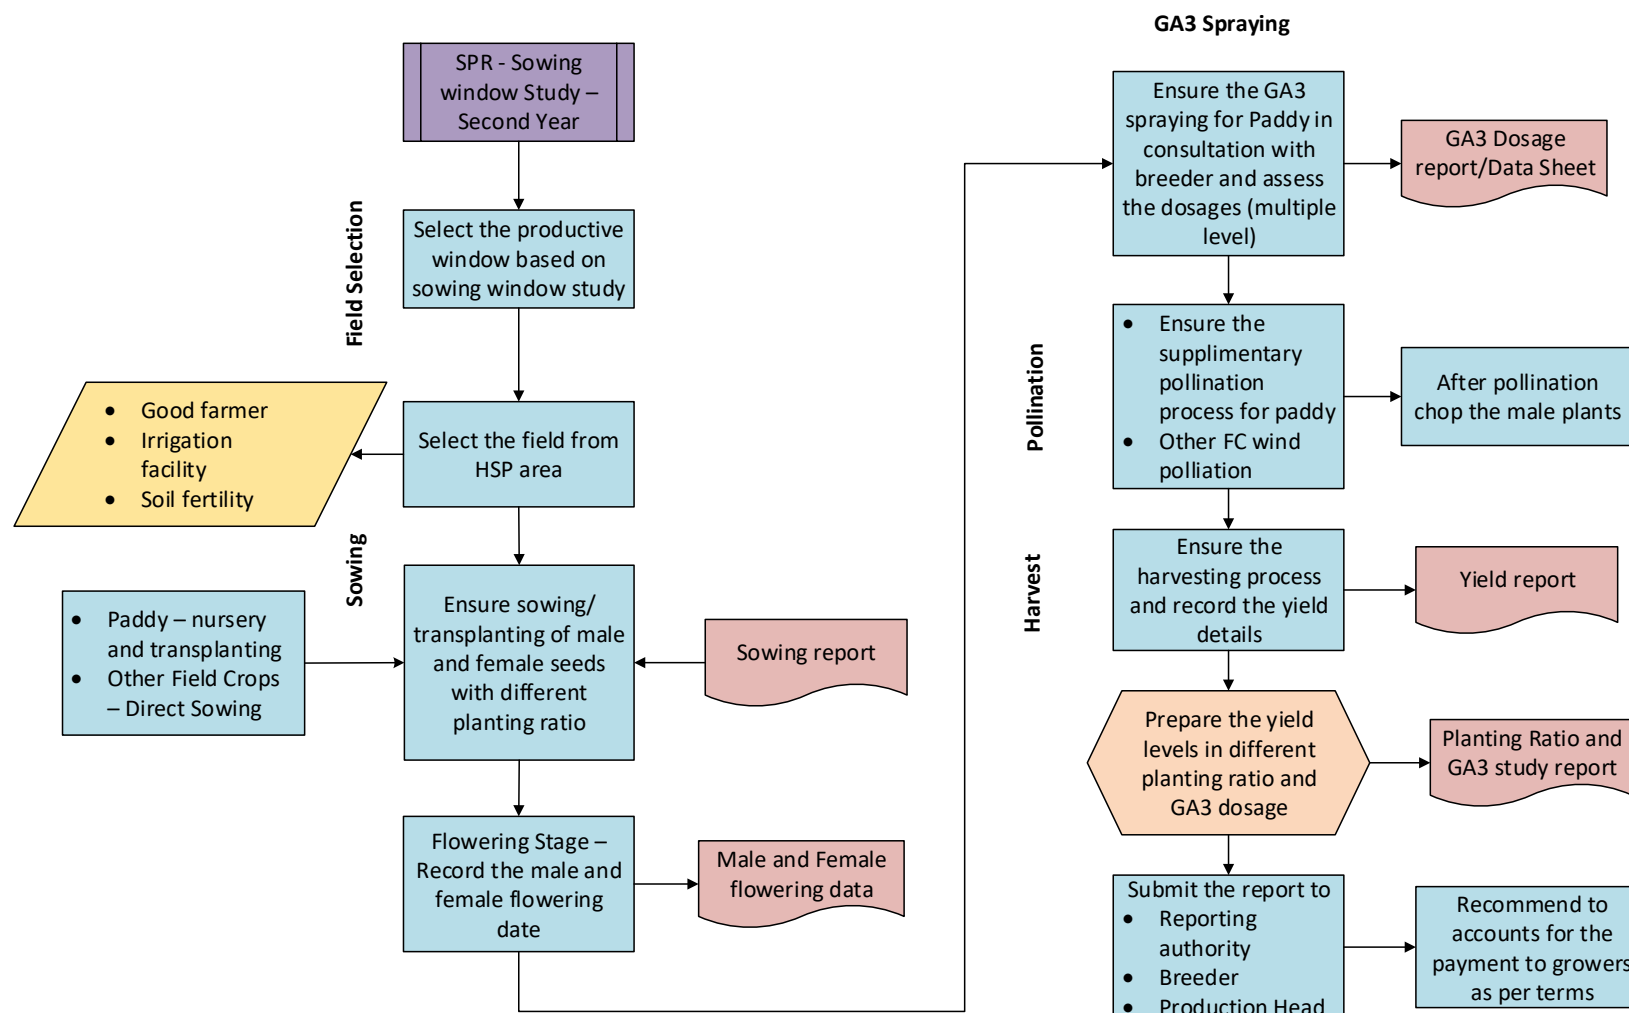 SPR - Sowing
window Study –
Second Year
Field Selection
Select the productive
window based on
sowing window study
• Good farmer
• Irrigation
facility
• Soil fertility
Select the field from
HSP area
Sowing
• Paddy – nursery
and transplanting
• Other Field Crops
– Direct Sowing
Ensure sowing/
transplanting of male
and female seeds
with different
planting ratio
Sowing report
Flowering Stage –
Record the male and
female flowering
date
Male and Female
flowering data
GA3 Spraying
Ensure the GA3
spraying for Paddy in
consultation with
breeder and assess
the dosages (multiple
level)
GA3 Dosage
report/Data Sheet
Pollination
• Ensure the
supplimentary
pollination
process for paddy
• Other FC wind
polliation
After pollination
chop the male plants
Harvest
Ensure the
harvesting process
and record the yield
details
Yield report
Prepare the yield
levels in different
planting ratio and
GA3 dosage
Planting Ratio and
GA3 study report
Submit the report to
• Reporting
authority
• Breeder
• Production Head
Recommend to
accounts for the
payment to growers
as per terms